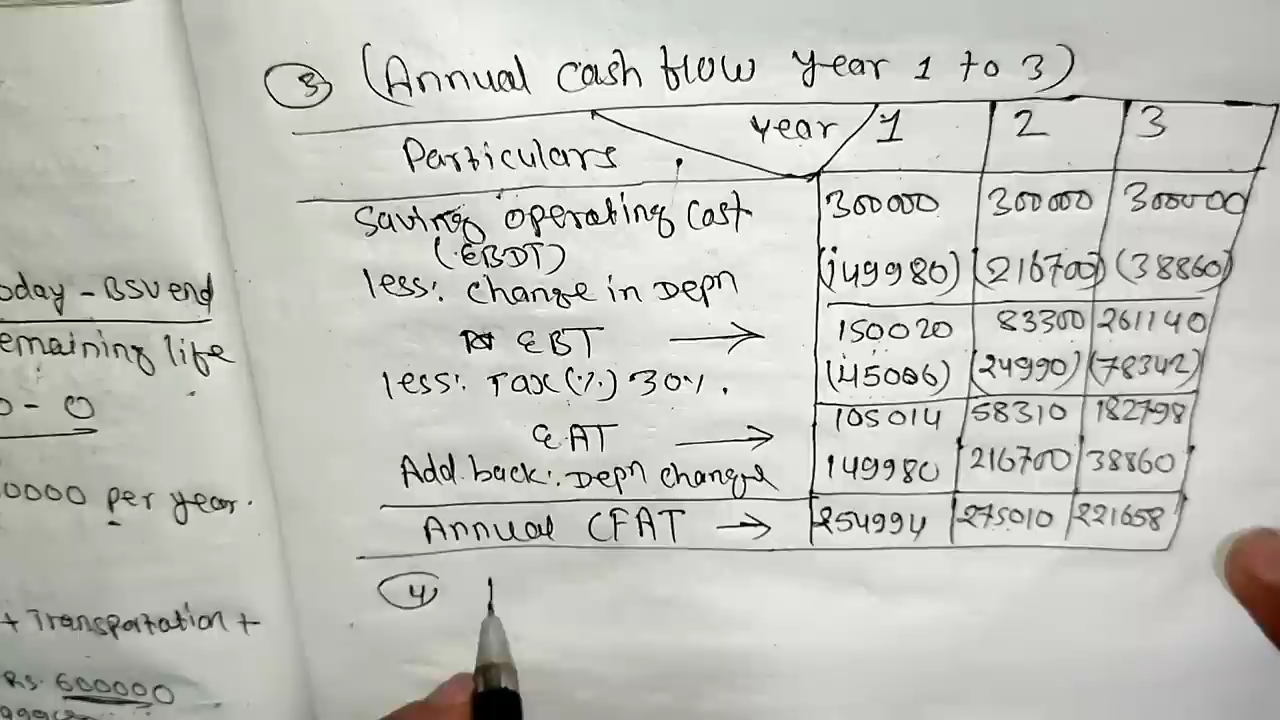 oday - BSV end
emaining life
0 - 0
0000 per year.
+ Transpotation +
RS. 600000
③ (Annual cash flow year 1 to 3)
Particulars year 1 2 3
Saving operating Cost 300000 300000 300000
(EBDT)
less: change in Depn (149980) (216700) (38860)
EBT → 150020 83300 261140
less: Tax (%) 30%. (45006) (24990) (78342)
EAT → 105014 58310 182798
Add back: Depn change 149980 216700 38860
Annual CFAT → 254994 275010 221658
④